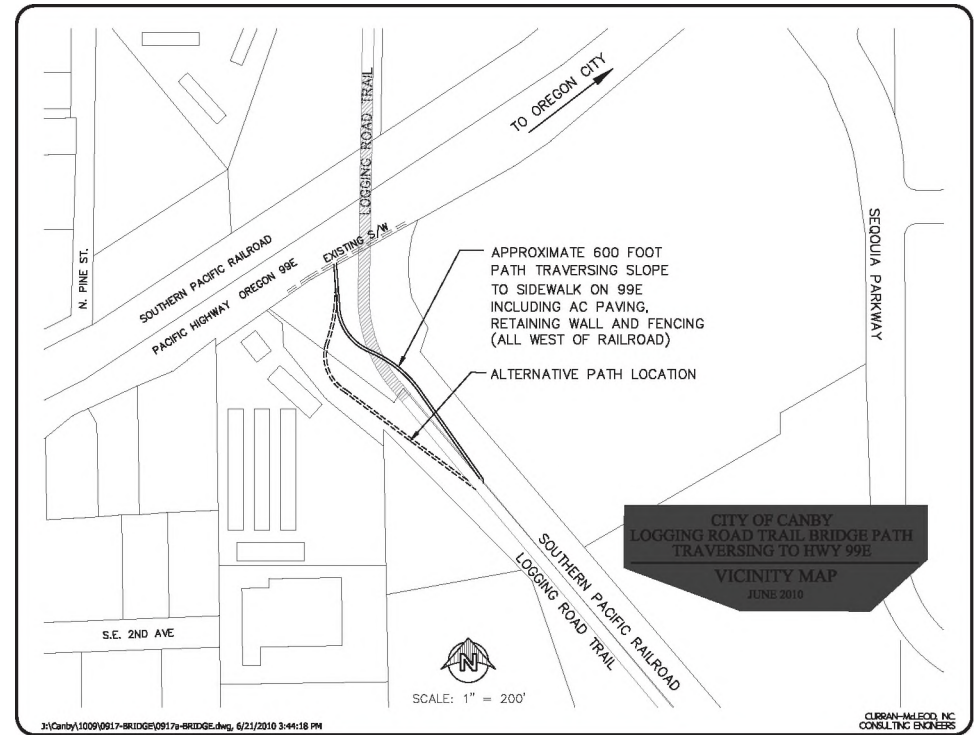 LOGGING ROAD TRAIL
TO OREGON CITY
N. PINE ST.
SOUTHERN PACIFIC RAILROAD
PACIFIC HIGHWAY OREGON 99E
EXISTING S/W
SEQUOIA PARKWAY
APPROXIMATE 600 FOOT
PATH TRAVERSING SLOPE
TO SIDEWALK ON 99E
INCLUDING AC PAVING,
RETAINING WALL AND FENCING
(ALL WEST OF RAILROAD)
ALTERNATIVE PATH LOCATION
CITY OF CANBY
LOGGING ROAD TRAIL BRIDGE PATH
TRAVERSING TO HWY 99E
VICINITY MAP
JUNE 2010
SOUTHERN PACIFIC RAILROAD
LOGGING ROAD TRAIL
S.E. 2ND AVE
N
SCALE: 1" = 200'
J:\Canby\1009\0917-BRIDGE\0917a-BRIDGE.dwg, 6/21/2010 3:44:18 PM
CURRAN-McLEOD, INC
CONSULTING ENGINEERS